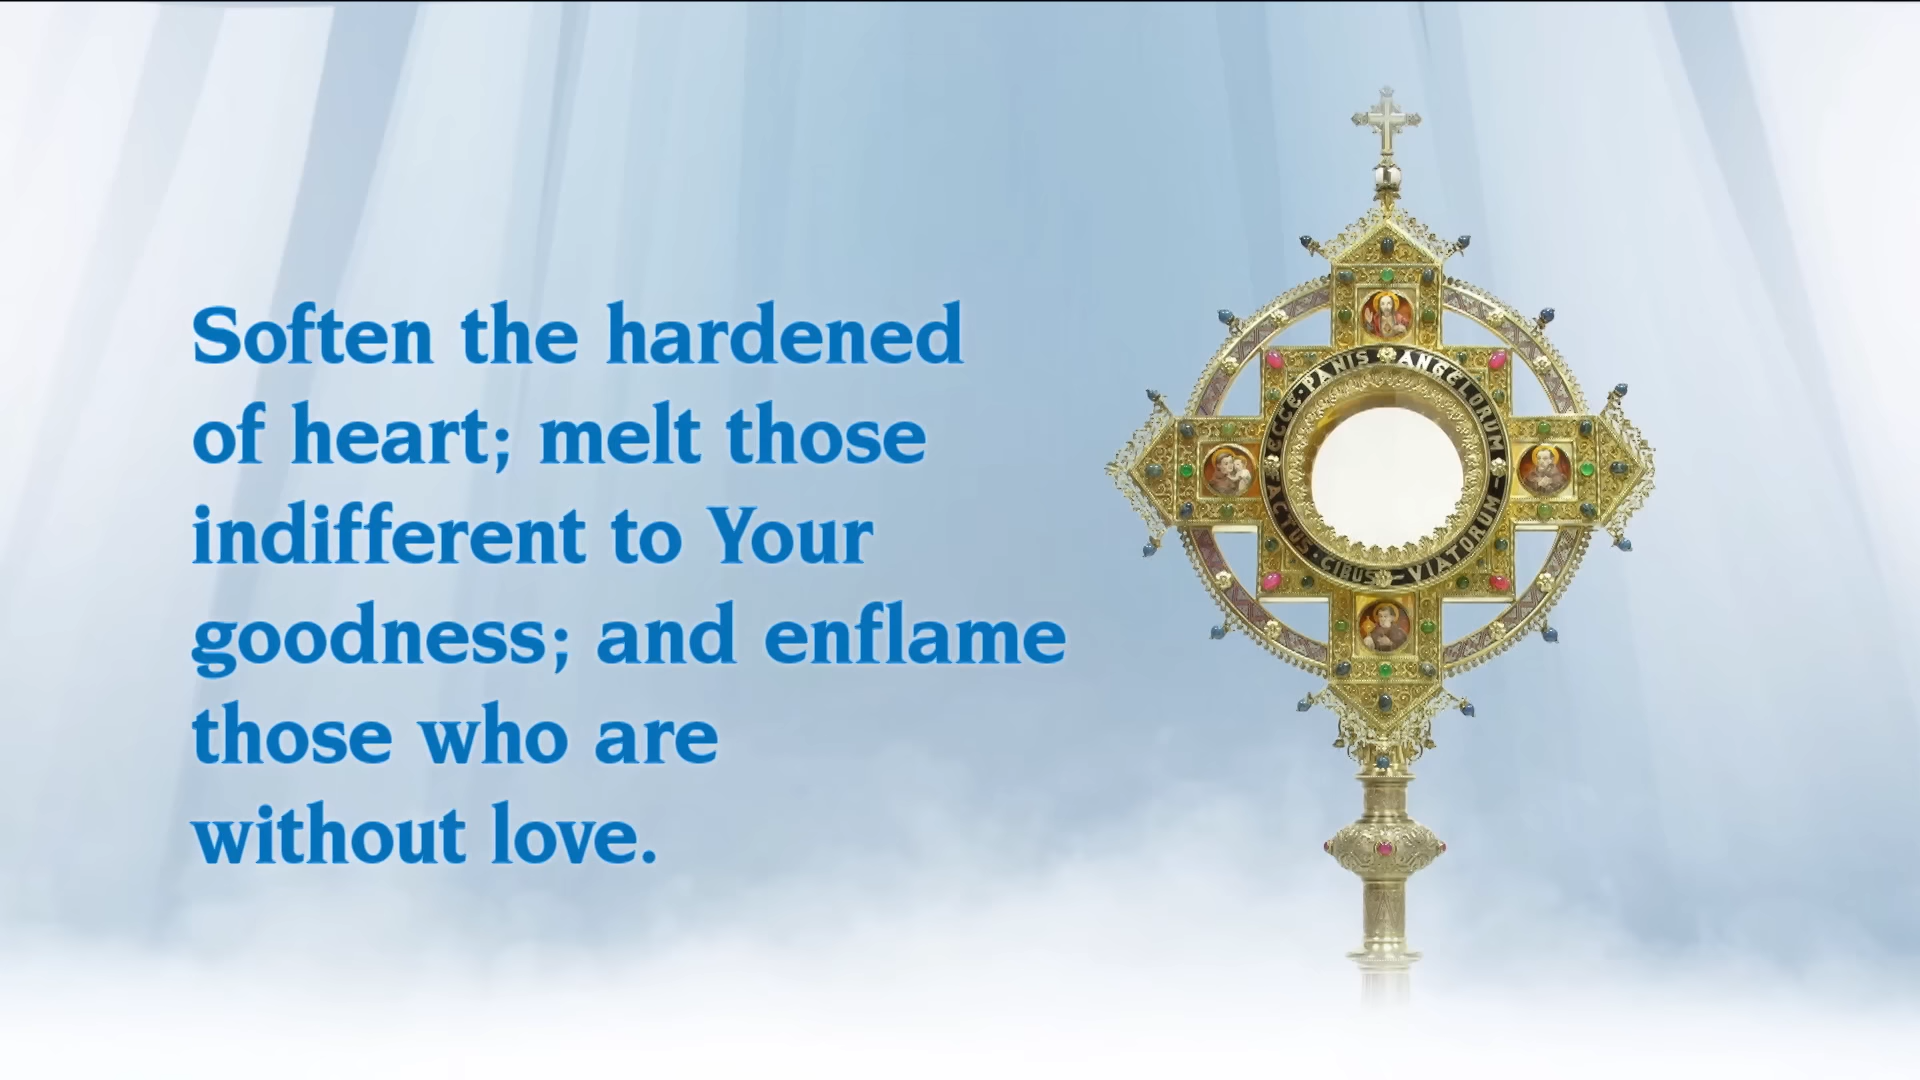 Soften the hardened
of heart; melt those
indifferent to Your
goodness; and enflame
those who are
without love.
ECCE·PANIS ANGELORUM
FACTUS·CIBUS VIATORUM